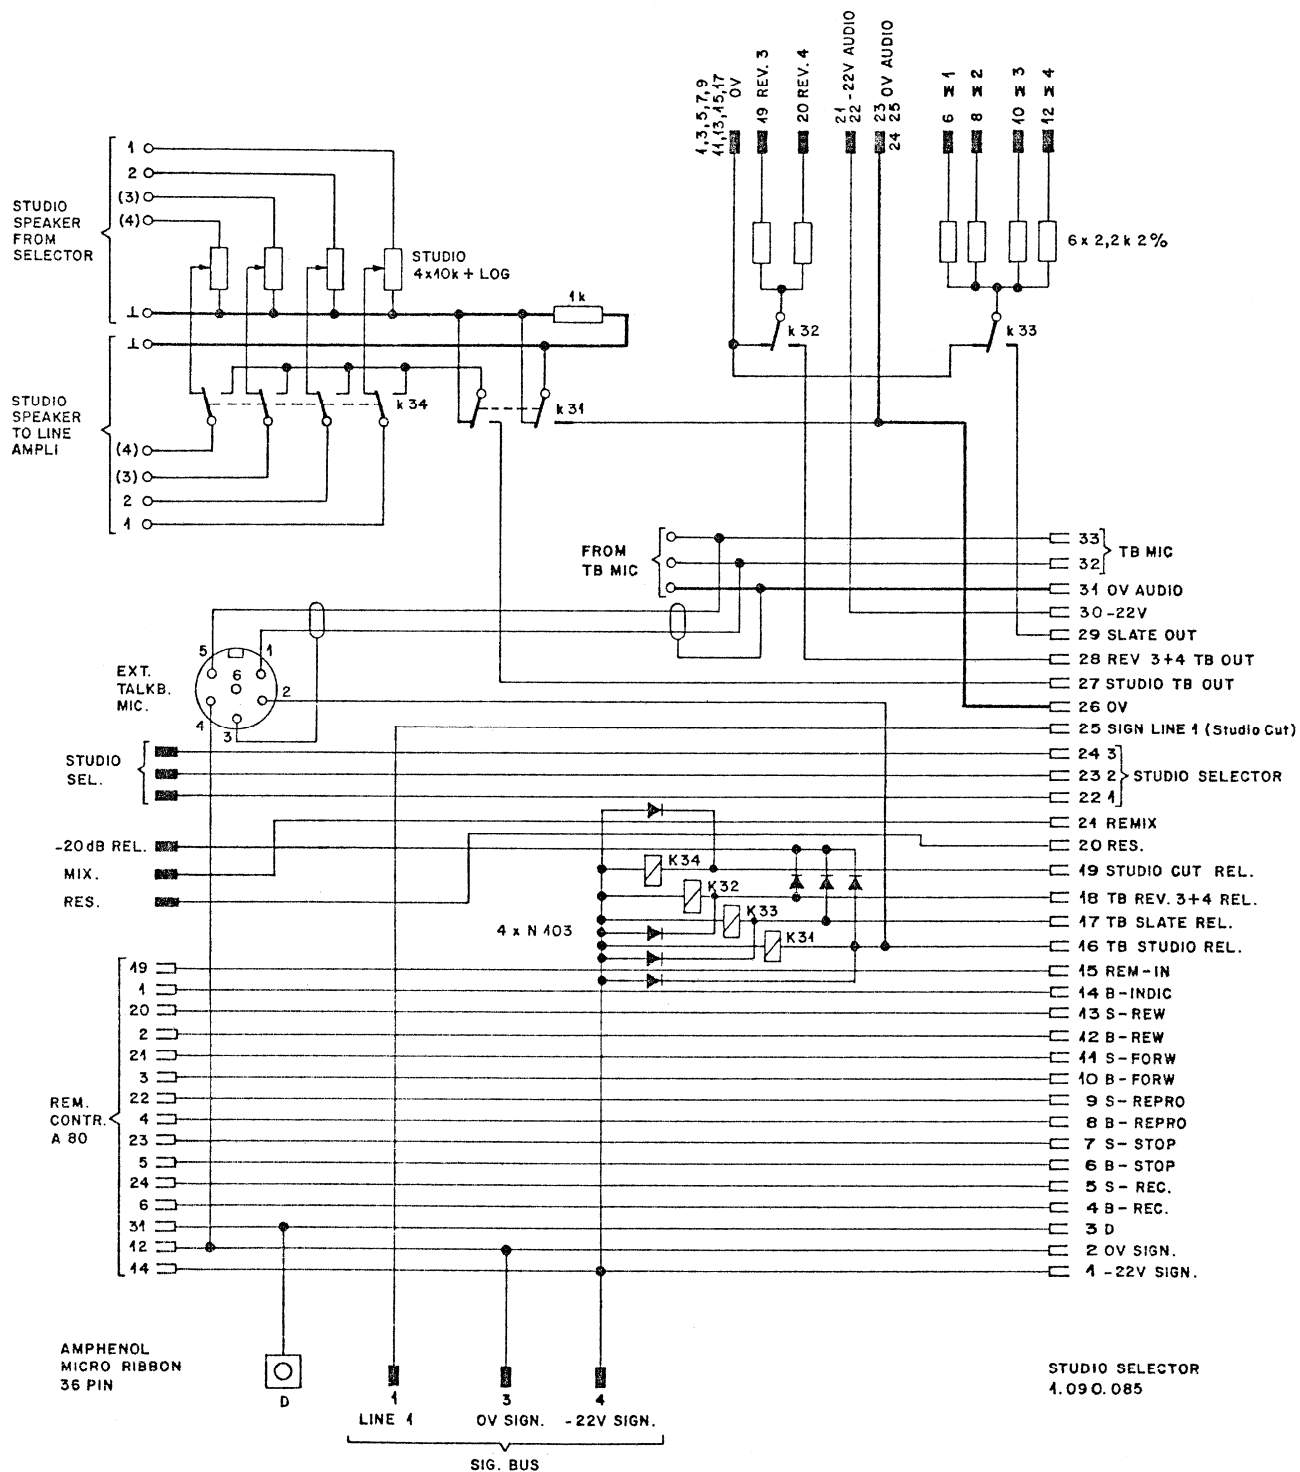 1,3,5,7,9
11,13,15,17
0V
19 REV. 3
20 REV. 4
21
22 -22V AUDIO
23
24 25 0V AUDIO
6 1
8 2
10 3
12 4
1
2
(3)
(4)
STUDIO
SPEAKER
FROM
SELECTOR
STUDIO
4x10k + LOG
6 x 2,2 k 2%
1k
k 32
k 33
STUDIO
SPEAKER
TO LINE
AMPLI
k 34
k 31
(4)
(3)
2
1
FROM
TB MIC
33
32
TB MIC
31 0V AUDIO
30 -22V
29 SLATE OUT
28 REV 3+4 TB OUT
27 STUDIO TB OUT
26 0V
25 SIGN LINE 1 (Studio Cut)
24 3
23 2
22 1
STUDIO SELECTOR
21 REMIX
20 RES.
19 STUDIO CUT REL.
18 TB REV. 3+4 REL.
17 TB SLATE REL.
16 TB STUDIO REL.
15 REM-IN
14 B-INDIC
13 S-REW
12 B-REW
11 S-FORW
10 B-FORW
9 S-REPRO
8 B-REPRO
7 S-STOP
6 B-STOP
5 S-REC.
4 B-REC.
3 D
2 0V SIGN.
1 -22V SIGN.
EXT.
TALKB.
MIC.
5
1
6
2
4
3
STUDIO
SEL.
-20dB REL.
MIX.
RES.
K34
K32
K33
K31
4 x N 103
REM.
CONTR.
A 80
19
1
20
2
21
3
22
4
23
5
24
6
31
12
14
AMPHENOL
MICRO RIBBON
36 PIN
D
1
LINE 1
3
0V SIGN.
4
-22V SIGN.
SIG. BUS
STUDIO SELECTOR
1.090.085